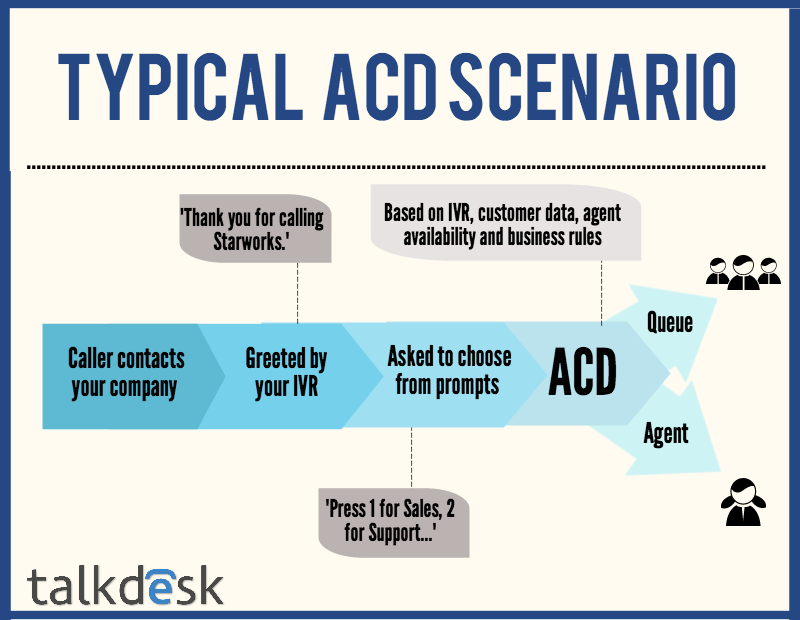 TYPICAL ACD SCENARIO
'Thank you for calling
Starworks.'
Based on IVR, customer data, agent
availability and business rules
Caller contacts
your company
Greeted by
your IVR
Asked to choose
from prompts
ACD
Queue
Agent
'Press 1 for Sales, 2
for Support...'
talkdesk